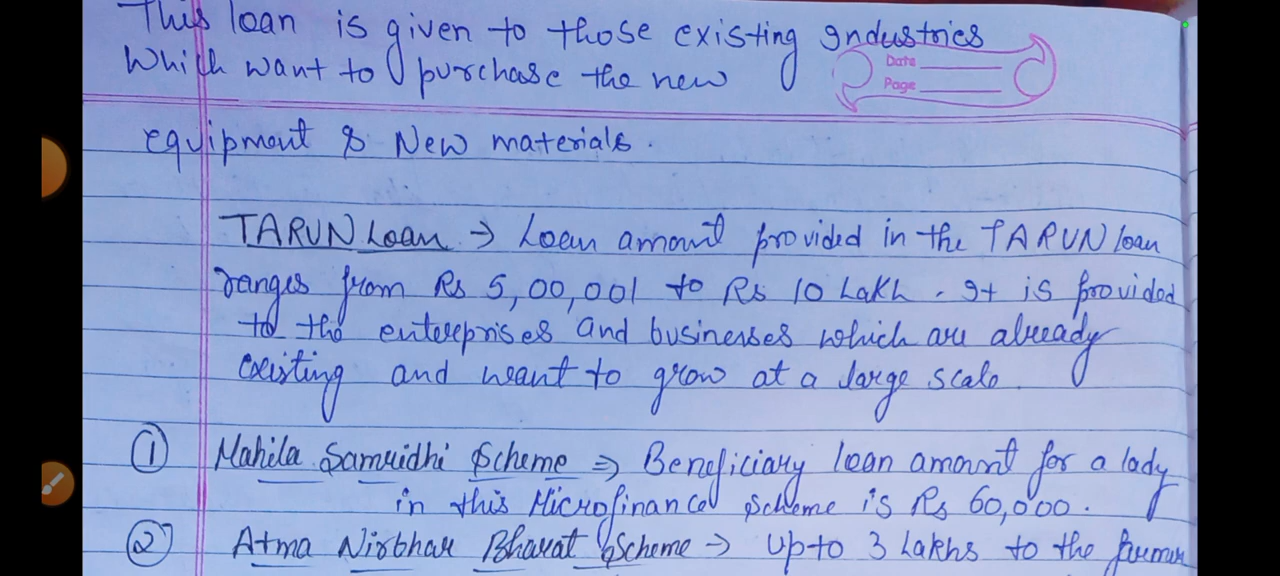 This loan is given to those existing industries
Date
Which want to purchase the new
Page
equipment & New materials.
TARUN Loan → Loan amount provided in the TARUN loan
ranges from Rs 5,00,001 to Rs 10 Lakh. It is provided
to the enterprises and businesses which are already
existing and want to grow at a large scale
① Mahila Samridhi Scheme ⇒ Beneficiary loan amount for a lady
in this Microfinance Scheme is Rs 60,000.
② Atma Nirbhar Bharat Scheme → Upto 3 Lakhs to the